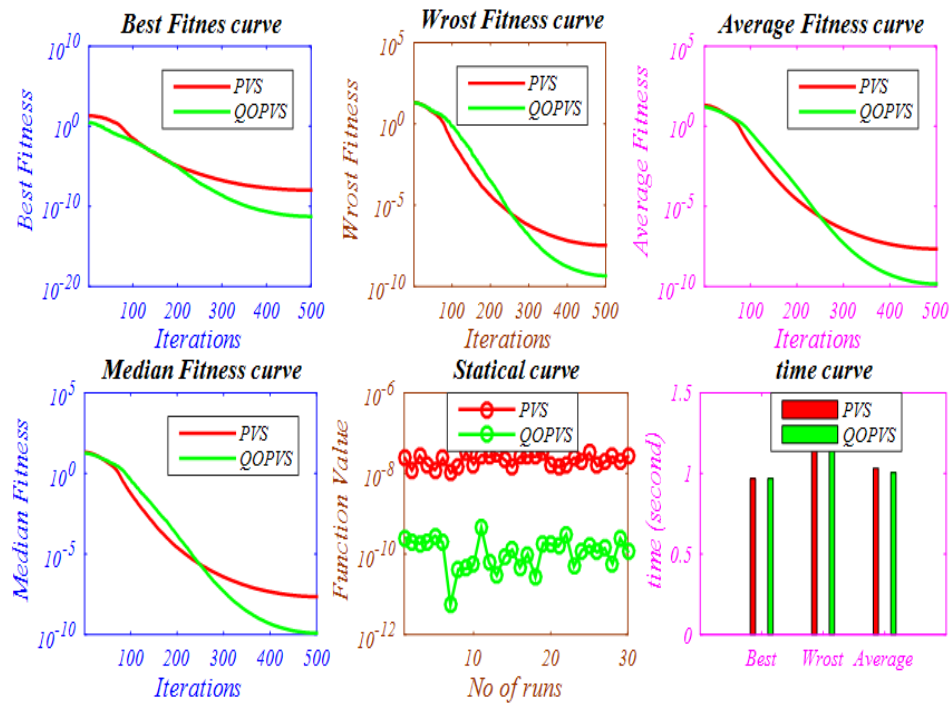 Best Fitnes curve
10^10
10^0
10^-10
10^-20
Best Fitness
PVS
QOPVS
100 200 300 400 500
Iterations
Wrost Fitness curve
10^5
10^0
10^-5
10^-10
Wrost Fitness
PVS
QOPVS
100 200 300 400 500
Iterations
Average Fitness curve
10^5
10^0
10^-5
10^-10
Average Fitness
PVS
QOPVS
100 200 300 400 500
Iterations
Median Fitness curve
10^5
10^0
10^-5
10^-10
Median Fitness
PVS
QOPVS
100 200 300 400 500
Iterations
Statical curve
10^-6
10^-8
10^-10
10^-12
Function Value
PVS
QOPVS
10 20 30
No of runs
time curve
1.5
1
0.5
0
time (second)
PVS
QOPVS
Best Wrost Average